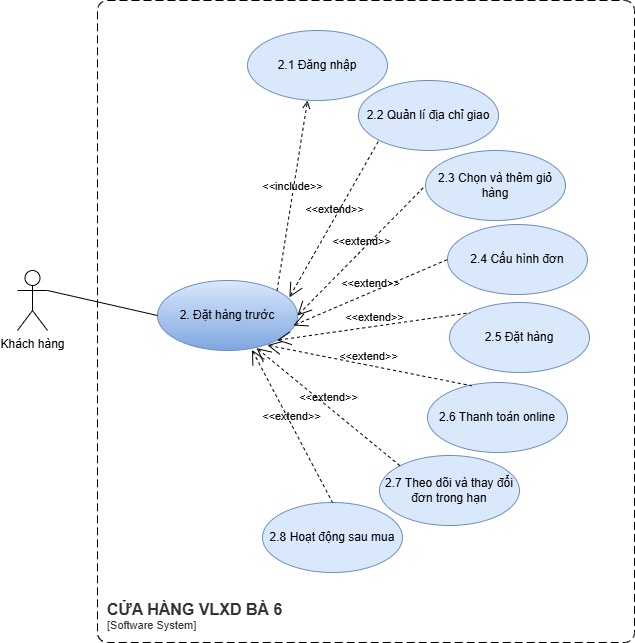 2.1 Đăng nhập
2.2 Quản lí địa chỉ giao
2.3 Chọn và thêm giỏ
hàng
<<include>>
<<extend>>
<<extend>>
2.4 Cấu hình đơn
<<extend>>
2. Đặt hàng trước
<<extend>>
2.5 Đặt hàng
Khách hàng
<<extend>>
<<extend>>
2.6 Thanh toán online
<<extend>>
2.7 Theo dõi và thay đổi
đơn trong hạn
2.8 Hoạt động sau mua
CỬA HÀNG VLXD BÀ 6
[Software System]